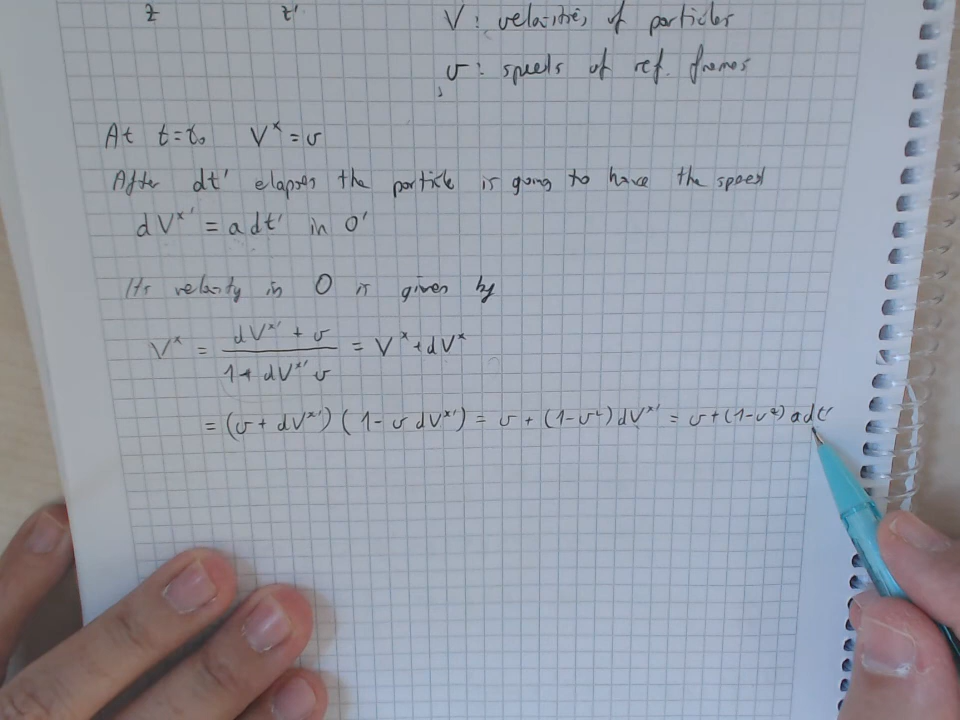 z z' V : velocities of particles
v : speeds of ref. frames
At t=t₀ Vˣ = v
After dt' elapses the particle is going to have the speed
dVˣ' = a dt' in O'
Its velocity in O is given by
Vˣ = (dVˣ' + v) / (1 + dVˣ' v) = Vˣ + dVˣ
= (v + dVˣ') (1 - v dVˣ') = v + (1-v²) dVˣ' = v + (1-v²) a dt'